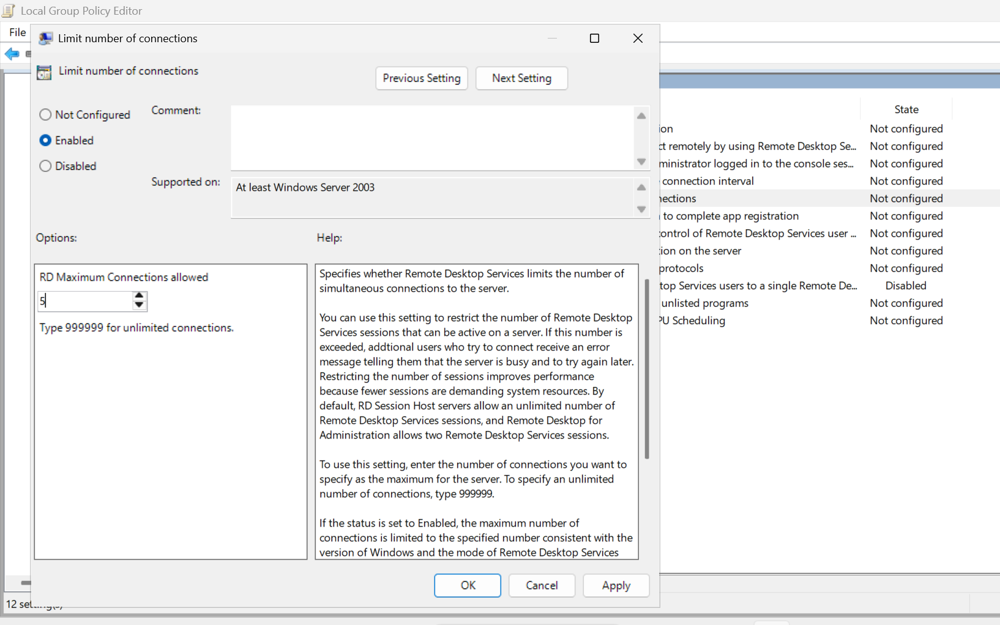 Local Group Policy Editor
File
Limit number of connections
Limit number of connections
Previous Setting
Next Setting
Not Configured
Enabled
Disabled
Comment:
Supported on:
At least Windows Server 2003
Options:
Help:
RD Maximum Connections allowed
5
Type 999999 for unlimited connections.
Specifies whether Remote Desktop Services limits the number of
simultaneous connections to the server.
You can use this setting to restrict the number of Remote Desktop
Services sessions that can be active on a server. If this number is
exceeded, addtional users who try to connect receive an error
message telling them that the server is busy and to try again later.
Restricting the number of sessions improves performance
because fewer sessions are demanding system resources. By
default, RD Session Host servers allow an unlimited number of
Remote Desktop Services sessions, and Remote Desktop for
Administration allows two Remote Desktop Services sessions.
To use this setting, enter the number of connections you want to
specify as the maximum for the server. To specify an unlimited
number of connections, type 999999.
If the status is set to Enabled, the maximum number of
connections is limited to the specified number consistent with the
version of Windows and the mode of Remote Desktop Services
OK
Cancel
Apply
State
ion Not configured
ct remotely by using Remote Desktop Se... Not configured
ministrator logged in to the console ses... Not configured
connection interval Not configured
nections Not configured
to complete app registration Not configured
control of Remote Desktop Services user ... Not configured
ion on the server Not configured
protocols Not configured
top Services users to a single Remote De... Disabled
unlisted programs Not configured
PU Scheduling Not configured
12 setting(s)